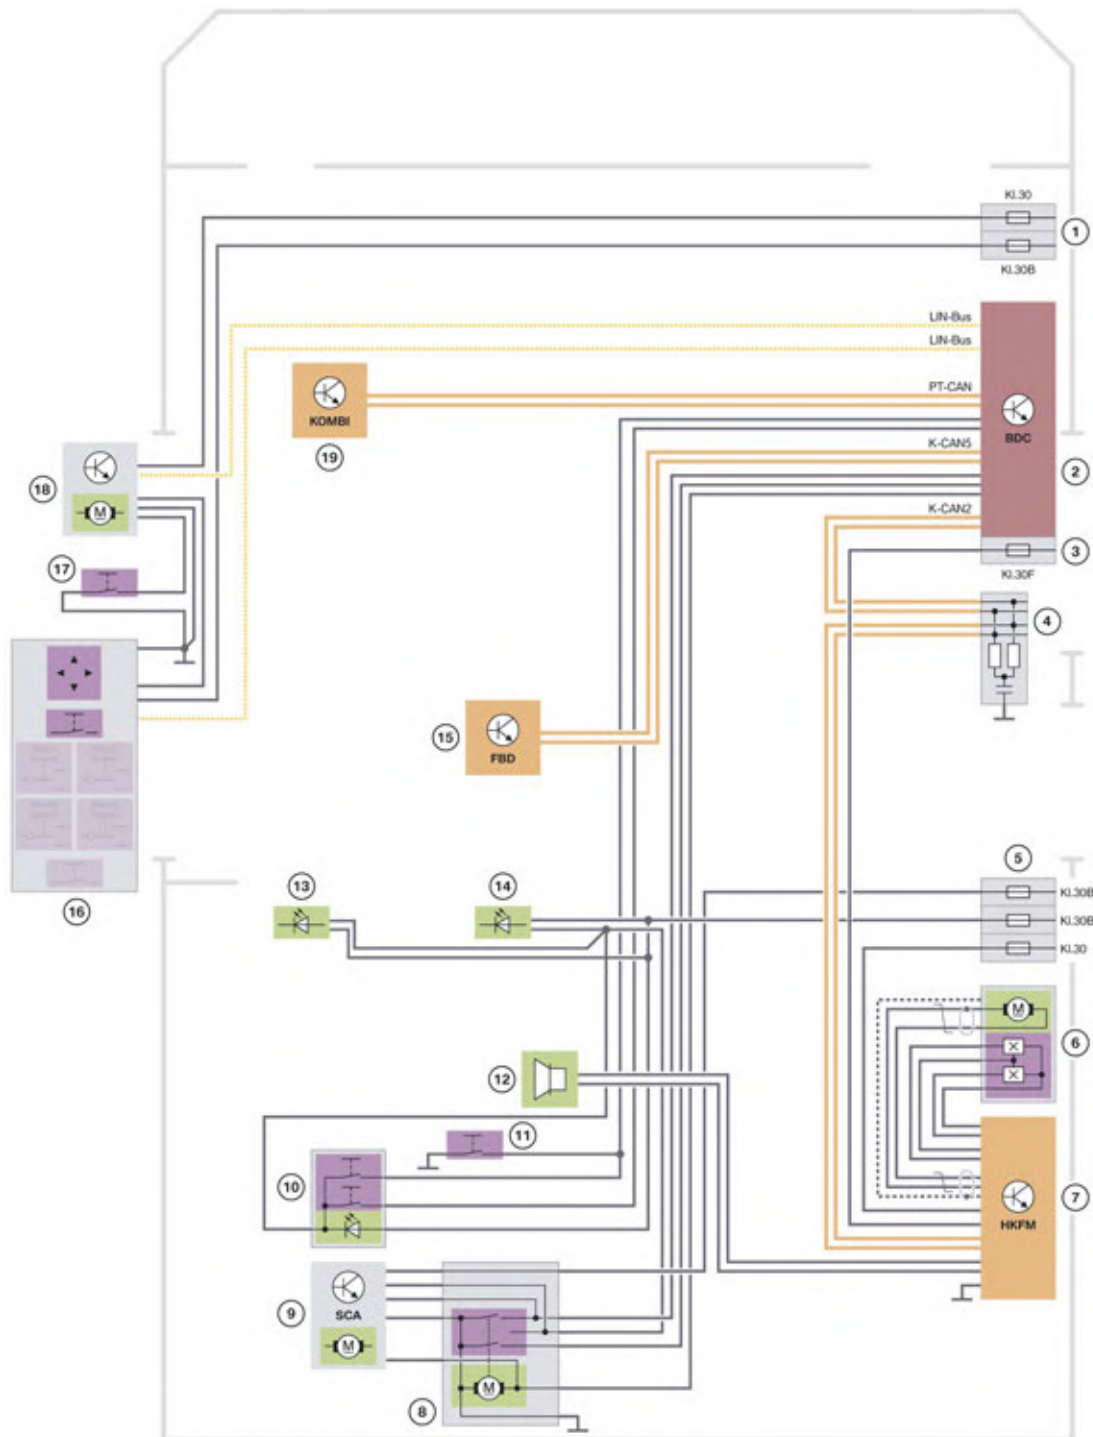 Kl.30
1
Kl.30B
LIN-Bus
LIN-Bus
PT-CAN
KOMBI
19
BDC
K-CAN5
2
18
M
K-CAN2
3
17
Kl.30F
4
15
FBD
5
13
14
Kl.30B
16
Kl.30B
Kl.30
M
6
12
11
10
7
HKFM
9
SCA
M
M
8